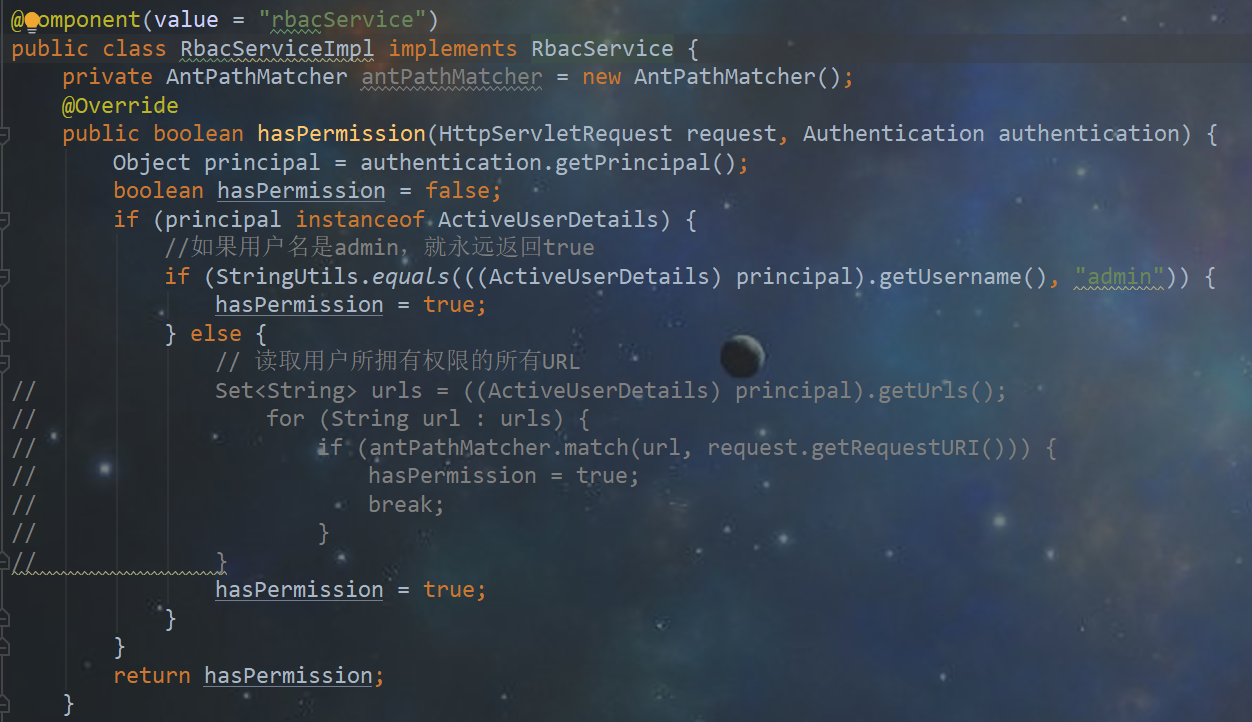 @Component(value = "rbacService")
public class RbacServiceImpl implements RbacService {
    private AntPathMatcher antPathMatcher = new AntPathMatcher();
    @Override
    public boolean hasPermission(HttpServletRequest request, Authentication authentication) {
        Object principal = authentication.getPrincipal();
        boolean hasPermission = false;
        if (principal instanceof ActiveUserDetails) {
            //如果用户名是admin，就永远返回true
            if (StringUtils.equals(((ActiveUserDetails) principal).getUsername(), "admin")) {
                hasPermission = true;
            } else {
                // 读取用户所拥有权限的所有URL
//              Set<String> urls = ((ActiveUserDetails) principal).getUrls();
//                  for (String url : urls) {
//                      if (antPathMatcher.match(url, request.getRequestURI())) {
//                          hasPermission = true;
//                          break;
//                      }
//              }
                hasPermission = true;
            }
        }
        return hasPermission;
    }